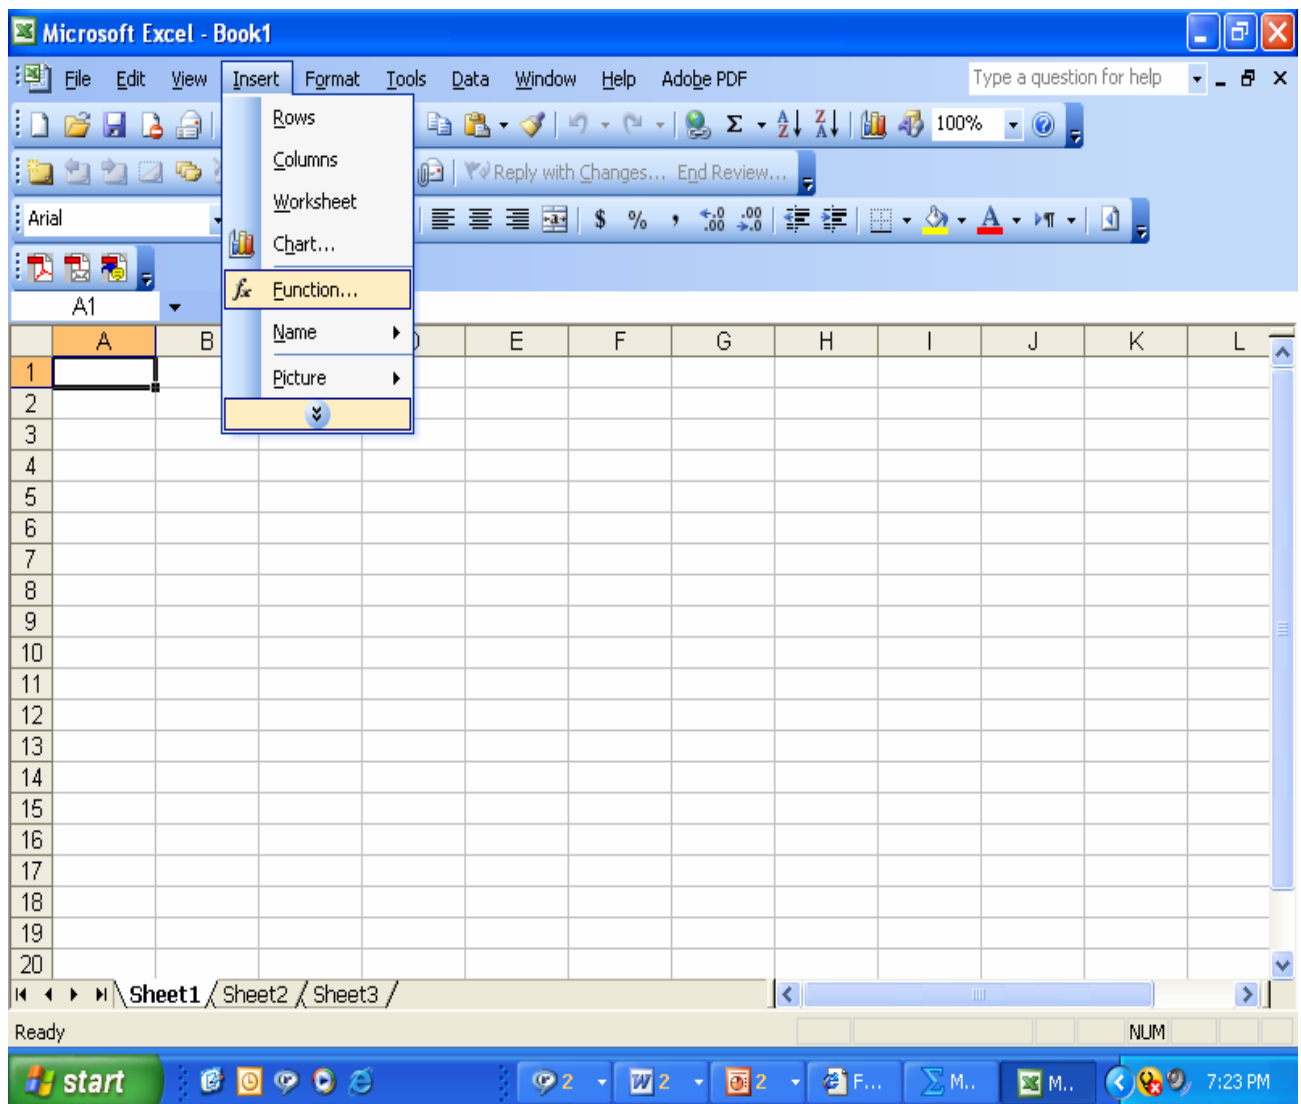 Microsoft Excel - Book1
File Edit View Insert Format Tools Data Window Help Adobe PDF Type a question for help
Rows
100%
Columns
Reply with Changes... End Review...
Worksheet
Arial
$ % , .00 .00
Chart...
Function...
A1
Name
A B D E F G H I J K L
Picture
1
2
3
4
5
6
7
8
9
10
11
12
13
14
15
16
17
18
19
20
Sheet1 Sheet2 Sheet3
Ready NUM
start 2 2 2 F... M.. M.. 7:23 PM